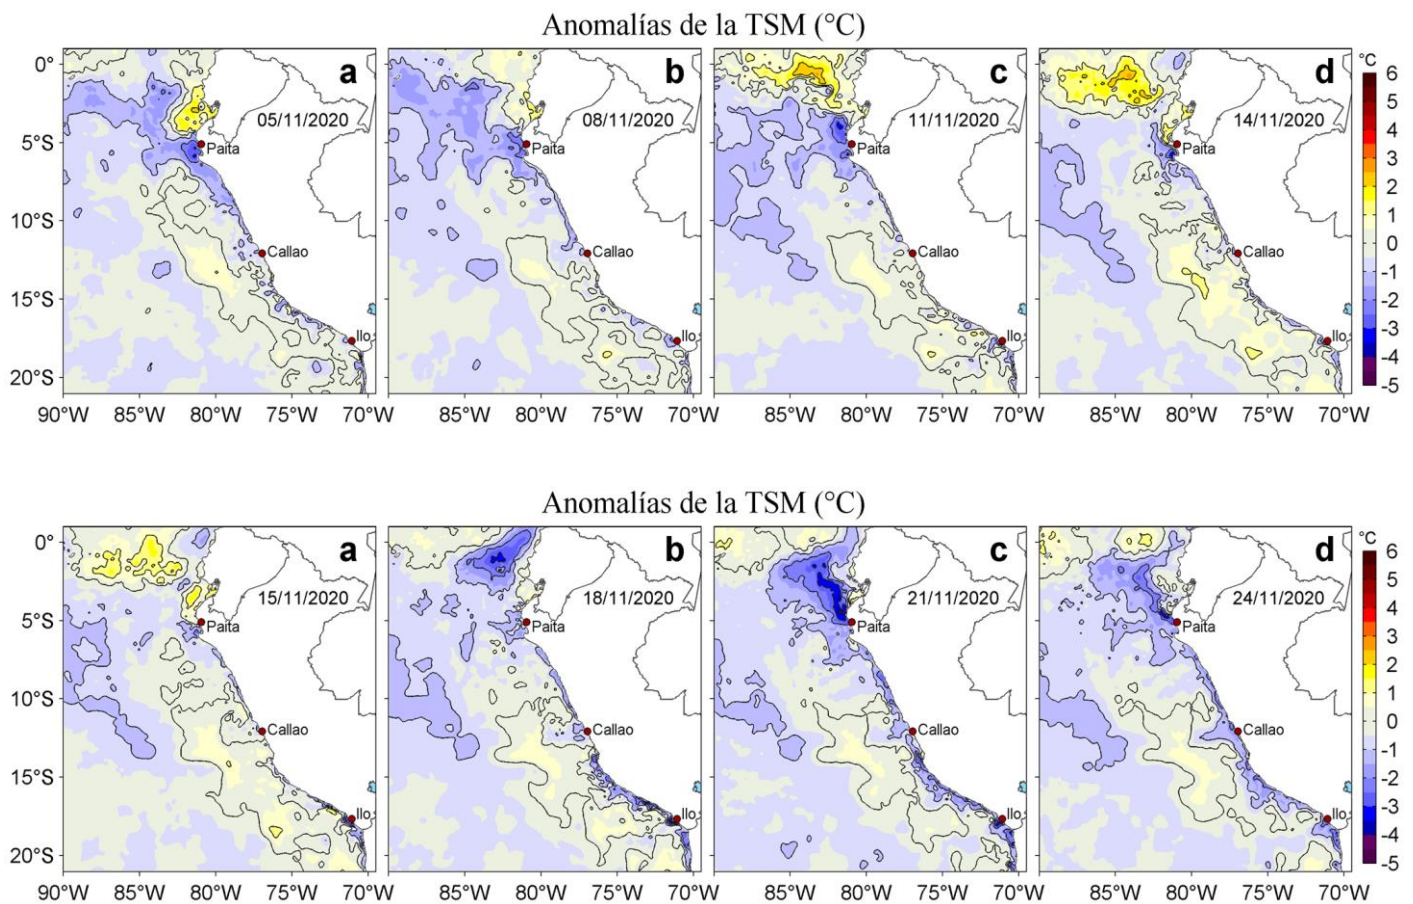 Anomalías de la TSM (°C)
a b c d
°C
0° 5°S 10°S 15°S 20°S
05/11/2020 08/11/2020 11/11/2020 14/11/2020
Paita Paita Paita Paita
Callao Callao Callao Callao
Ilo Ilo Ilo Ilo
6 5 4 3 2 1 0 -1 -2 -3 -4 -5
90°W 85°W 80°W 75°W 70°W 85°W 80°W 75°W 70°W 85°W 80°W 75°W 70°W 85°W 80°W 75°W 70°W
Anomalías de la TSM (°C)
a b c d
°C
0° 5°S 10°S 15°S 20°S
15/11/2020 18/11/2020 21/11/2020 24/11/2020
Paita Paita Paita Paita
Callao Callao Callao Callao
Ilo Ilo Ilo Ilo
6 5 4 3 2 1 0 -1 -2 -3 -4 -5
90°W 85°W 80°W 75°W 70°W 85°W 80°W 75°W 70°W 85°W 80°W 75°W 70°W 85°W 80°W 75°W 70°W